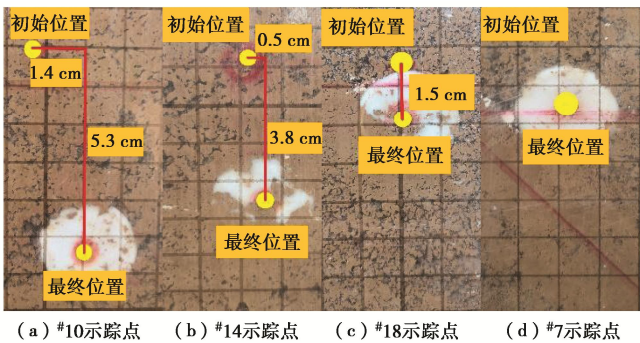 初始位置
1.4 cm
5.3 cm
最终位置
(a) #10示踪点
初始位置
0.5 cm
3.8 cm
最终位置
(b) #14示踪点
初始位置
1.5 cm
最终位置
(c) #18示踪点
初始位置
最终位置
(d) #7示踪点